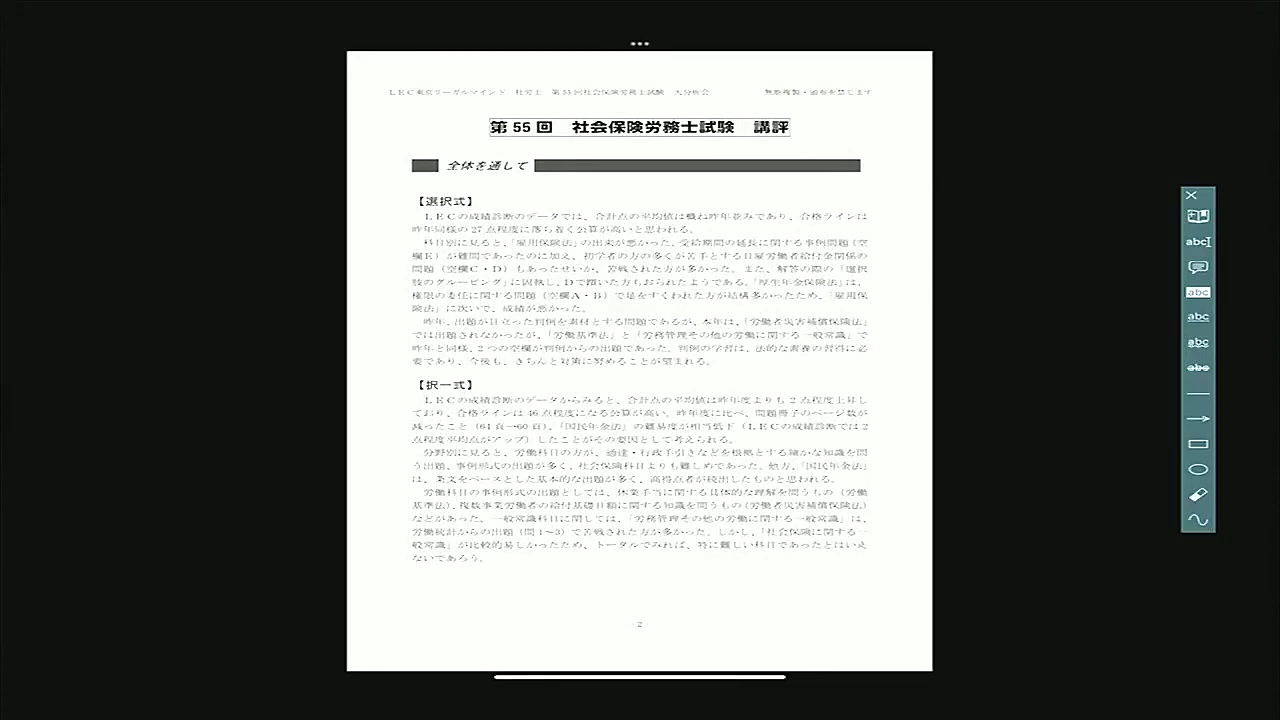 LEC東京リーガルマインド 社労士 第55回社会保険労務士試験 大分析会 無断複製・頒布を禁じます
第55回 社会保険労務士試験 講評
全体を通して
【選択式】
LECの成績診断のデータでは、合計点の平均値は概ね昨年並みであり、合格ラインは
昨年同様の27点程度に落ち着く公算が高いと思われる。
科目別に見ると、「雇用保険法」の出来が悪かった。受給期間の延長に関する事例問題（空
欄E）が難問であったのに加え、初学者の方の多くが苦手とする日雇労働者給付金関係の
問題（空欄C・D）もあったせいか、苦戦された方が多かった。また、解答の際の「選択
肢のグルーピング」に固執し、Dで躓いた方もおられたようである。「厚生年金保険法」は、
権限の委任に関する問題（空欄A・B）で足をすくわれた方が結構多かったため、「雇用保
険法」に次いで、成績が悪かった。
昨年、出題が目立った判例を素材とする問題であるが、本年は、「労働者災害補償保険法」
では出題されなかったが、「労働基準法」と「労務管理その他の労働に関する一般常識」で
昨年と同様、2つの空欄が判例からの出題であった。判例の学習は、法的な素養の習得に必
要であり、今後も、きちんと対策に努めることが望まれる。
【択一式】
LECの成績診断のデータからみると、合計点の平均値は昨年度よりも2点程度上昇し
ており、合格ラインは46点程度になる公算が高い。昨年度に比べ、問題冊子のページ数が
減ったこと（64頁→60頁）、「国民年金法」の難易度が相当低下（LECの成績診断では2
点程度平均点がアップ）したことがその要因として考えられる。
分野別に見ると、労働科目の方が、通達・行政手引きなどを根拠とする細かな知識を問
う出題、事例形式の出題が多く、社会保険科目よりも難しめであった。他方、「国民年金法」
は、条文をベースとした基本的な出題が多く、高得点者が続出したものと思われる。
労働科目の事例形式の出題としては、休業手当に関する具体的な理解を問うもの（労働
基準法）、複数事業労働者の給付基礎日額に関する知識を問うもの（労働者災害補償保険法）
などがあった。一般常識科目に関しては、「労務管理その他の労働に関する一般常識」は、
労働統計からの出題（問1～3）で苦戦された方が多かった。しかし、「社会保険に関する一
般常識」が比較的易しかったため、トータルでみれば、特に難しい科目であったとはいえ
ないであろう。
2
abc
abc
abc
abc
abc